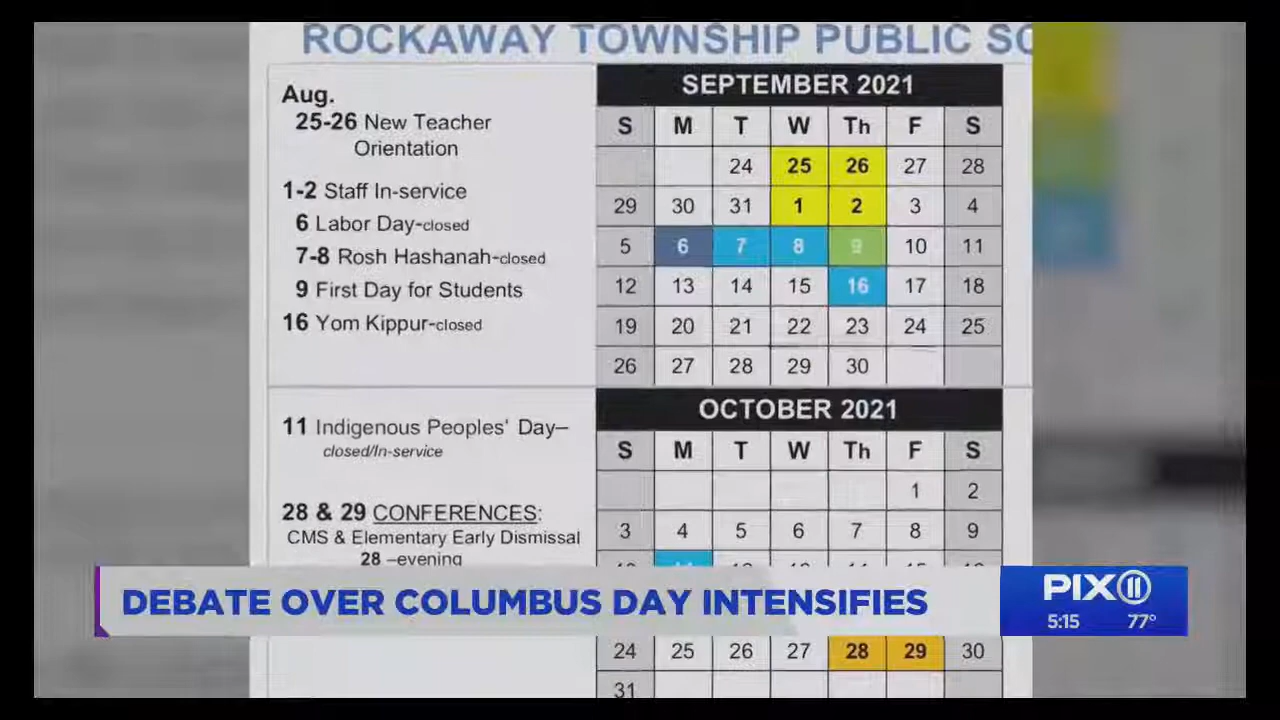 ROCKAWAY TOWNSHIP PUBLIC SC
Aug.
25-26 New Teacher
Orientation
1-2 Staff In-service
6 Labor Day-closed
7-8 Rosh Hashanah-closed
9 First Day for Students
16 Yom Kippur-closed
SEPTEMBER 2021
S M T W Th F S
24 25 26 27 28
29 30 31 1 2 3 4
5 6 7 8 9 10 11
12 13 14 15 16 17 18
19 20 21 22 23 24 25
26 27 28 29 30
11 Indigenous Peoples' Day–
closed/In-service
28 & 29 CONFERENCES:
CMS & Elementary Early Dismissal
28 –evening
OCTOBER 2021
S M T W Th F S
1 2
3 4 5 6 7 8 9
24 25 26 27 28 29 30
31
DEBATE OVER COLUMBUS DAY INTENSIFIES
PIX 11
5:15 77°